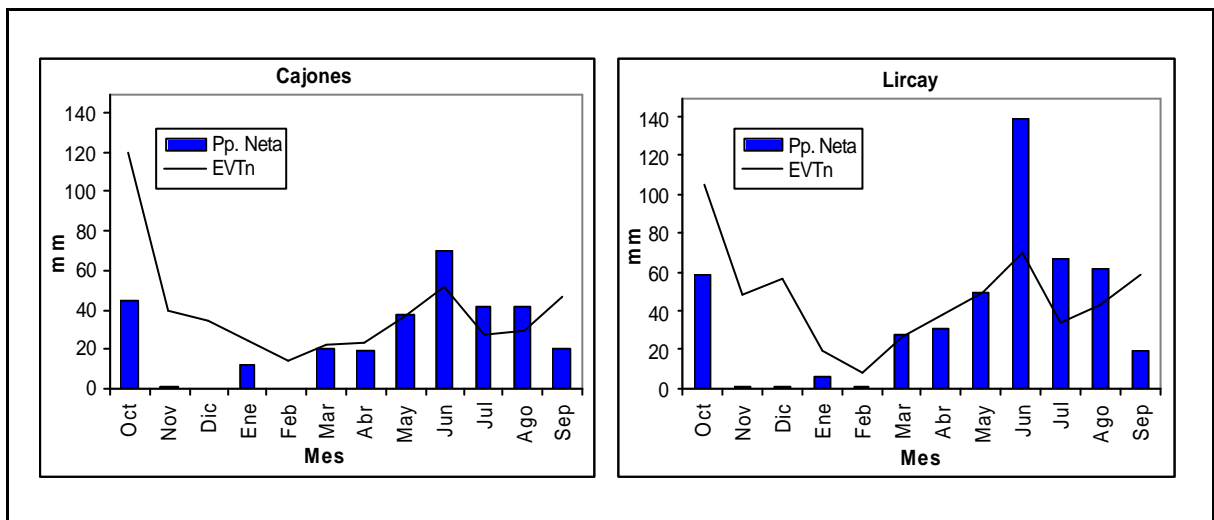 Cajones
140
120
100
80
60
40
20
0
mm
Pp. Neta
EVTn
Oct Nov Dic Ene Feb Mar Abr May Jun Jul Ago Sep
Mes
Lircay
140
120
100
80
60
40
20
0
mm
Pp. Neta
EVTn
Oct Nov Dic Ene Feb Mar Abr May Jun Jul Ago Sep
Mes